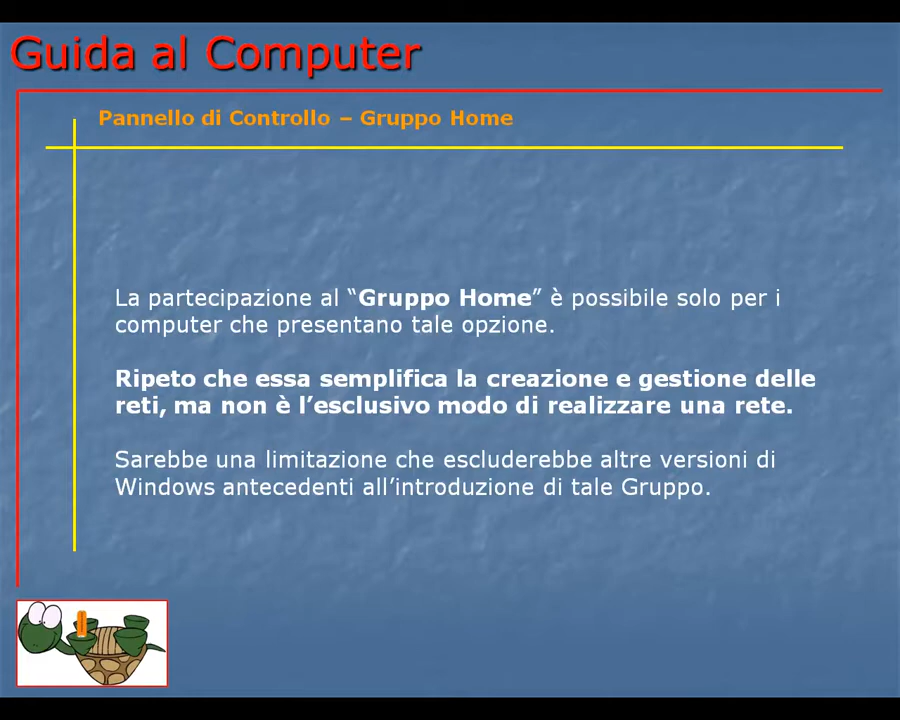 Guida al Computer
Pannello di Controllo – Gruppo Home
La partecipazione al “Gruppo Home” è possibile solo per i
computer che presentano tale opzione.
Ripeto che essa semplifica la creazione e gestione delle
reti, ma non è l’esclusivo modo di realizzare una rete.
Sarebbe una limitazione che escluderebbe altre versioni di
Windows antecedenti all’introduzione di tale Gruppo.